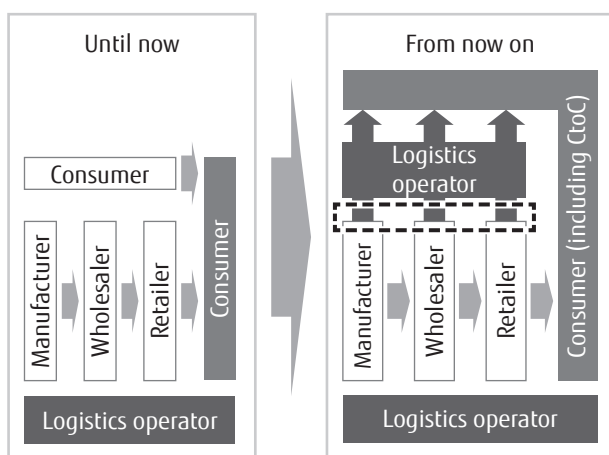 Until now
Consumer
Manufacturer
Wholesaler
Retailer
Consumer
Logistics operator
From now on
Logistics
operator
Manufacturer
Wholesaler
Retailer
Consumer (including CtoC)
Logistics operator